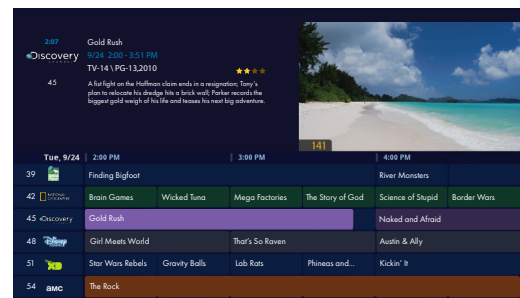 2:07
Gold Rush
9/24 2:00 - 3:51 PM
Discovery
TV-14 \ PG-13,2010
45
A fist fight on the Hoffman claim ends in a resignation; Tony's
plan to relocate his dredge hits a brick wall; Parker records the
biggest gold weigh of his life and teases his next big adventure.
141
Tue, 9/24 2:00 PM 3:00 PM 4:00 PM
39 Finding Bigfoot River Monsters
42 NATIONAL GEOGRAPHIC Brain Games Wicked Tuna Mega Factories The Story of God Science of Stupid Border Wars
45 Discovery Gold Rush Naked and Afraid
48 Disney Girl Meets World That's So Raven Austin & Ally
51 XD Star Wars Rebels Gravity Balls Lab Rats Phineas and... Kickin' It
54 aMC The Rock